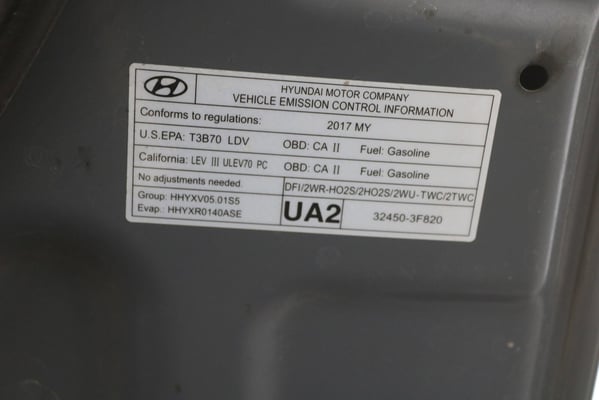 HYUNDAI MOTOR COMPANY
VEHICLE EMISSION CONTROL INFORMATION
Conforms to regulations: 2017 MY
U.S.EPA: T3B70 LDV OBD: CA II Fuel: Gasoline
California: LEV III ULEV70 PC OBD: CA II Fuel: Gasoline
No adjustments needed. DFI/2WR-HO2S/2HO2S/2WU-TWC/2TWC
Group: HHYXV05.01S5
Evap.: HHYXR0140ASE
UA2 32450-3F820